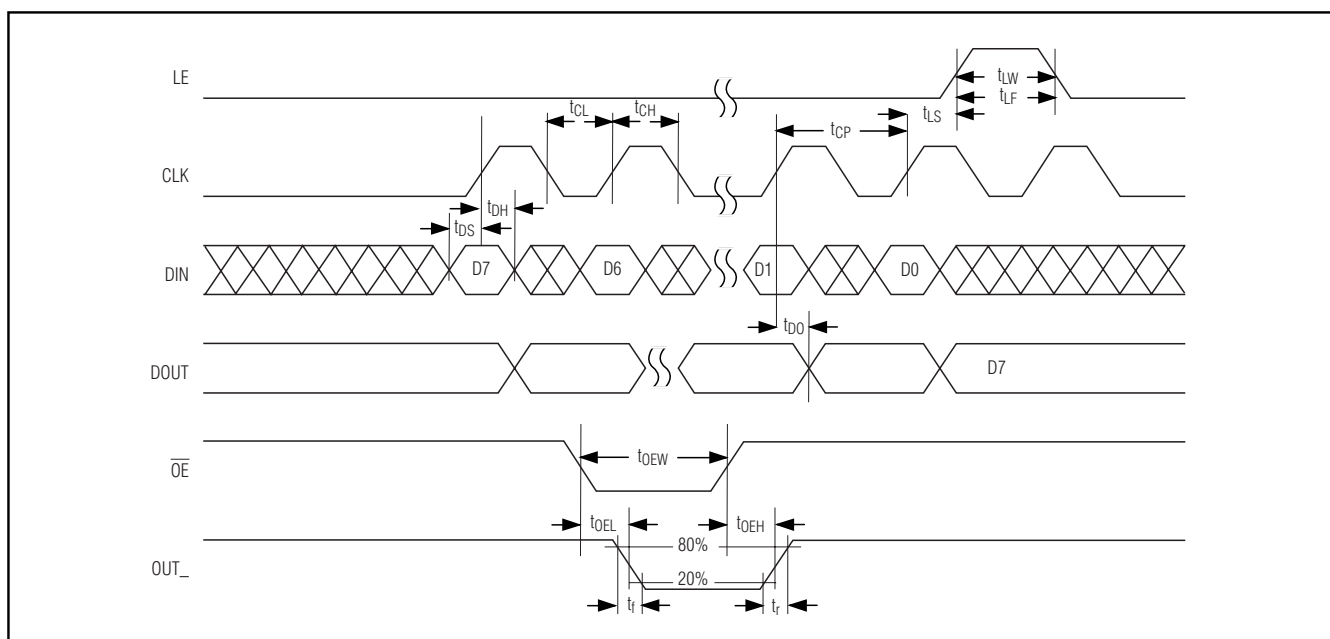 LE
tLW
tLF
tLS
tCL
tCH
tCP
CLK
tDH
tDS
DIN
D7
D6
D1
D0
tDO
DOUT
D7
OE
tOEW
tOEL
tOEH
80%
OUT_
20%
tf
tr